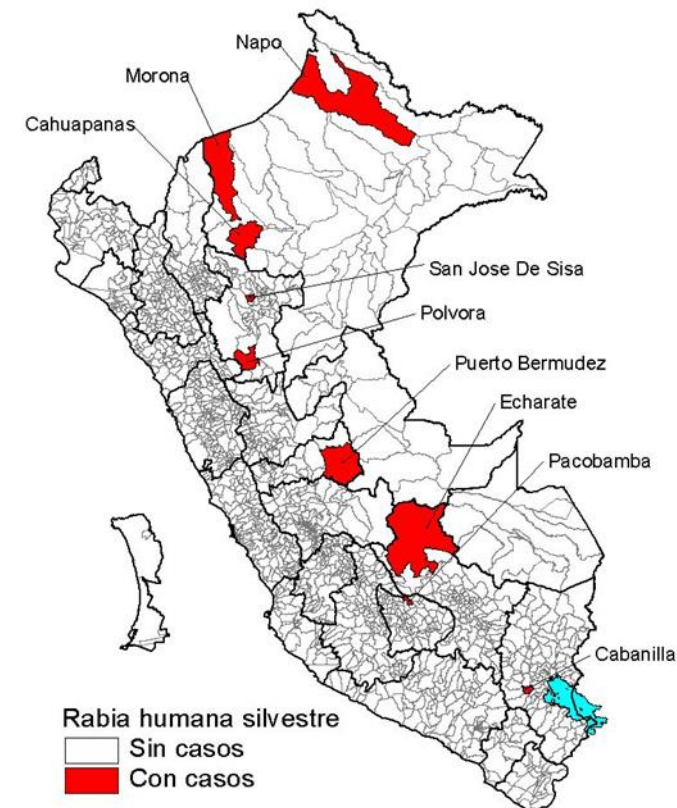 Napo
Morona
Cahuapanas
San Jose De Sisa
Polvora
Puerto Bermudez
Echarate
Pacobamba
Cabanilla
Rabia humana silvestre
Sin casos
Con casos